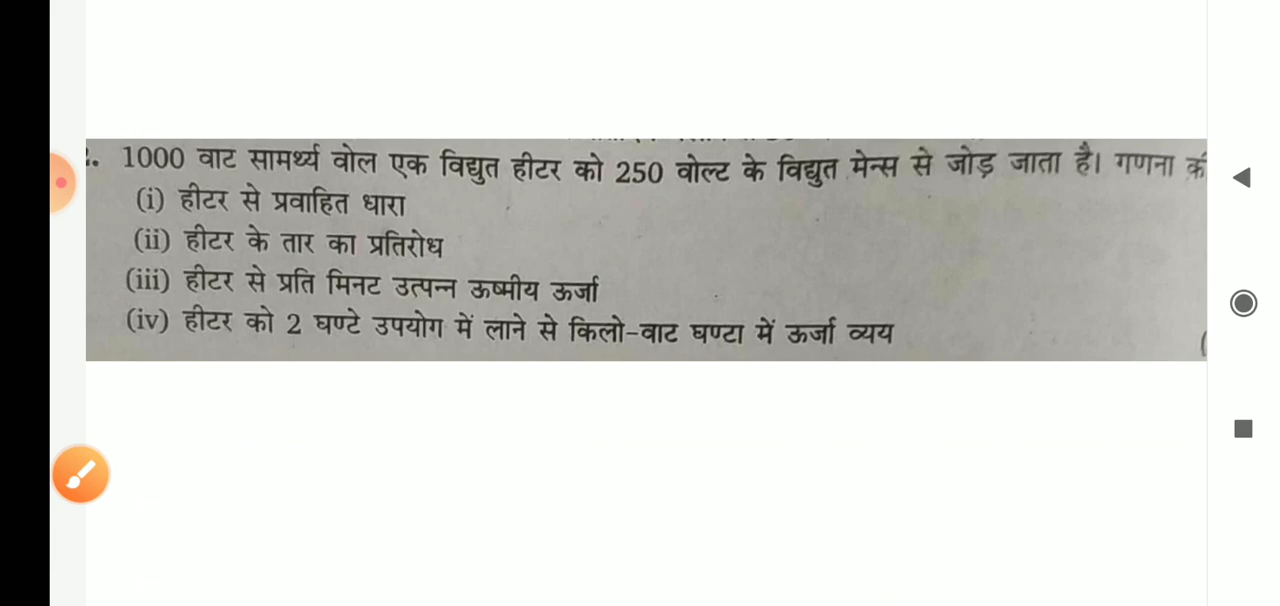 1000 वाट सामर्थ्य वोल एक विद्युत हीटर को 250 वोल्ट के विद्युत मेन्स से जोड़ जाता है। गणना
(i) हीटर से प्रवाहित धारा
(ii) हीटर के तार का प्रतिरोध
(iii) हीटर से प्रति मिनट उत्पन्न ऊष्मीय ऊर्जा
(iv) हीटर को 2 घण्टे उपयोग में लाने से किलो-वाट घण्टा में ऊर्जा व्यय